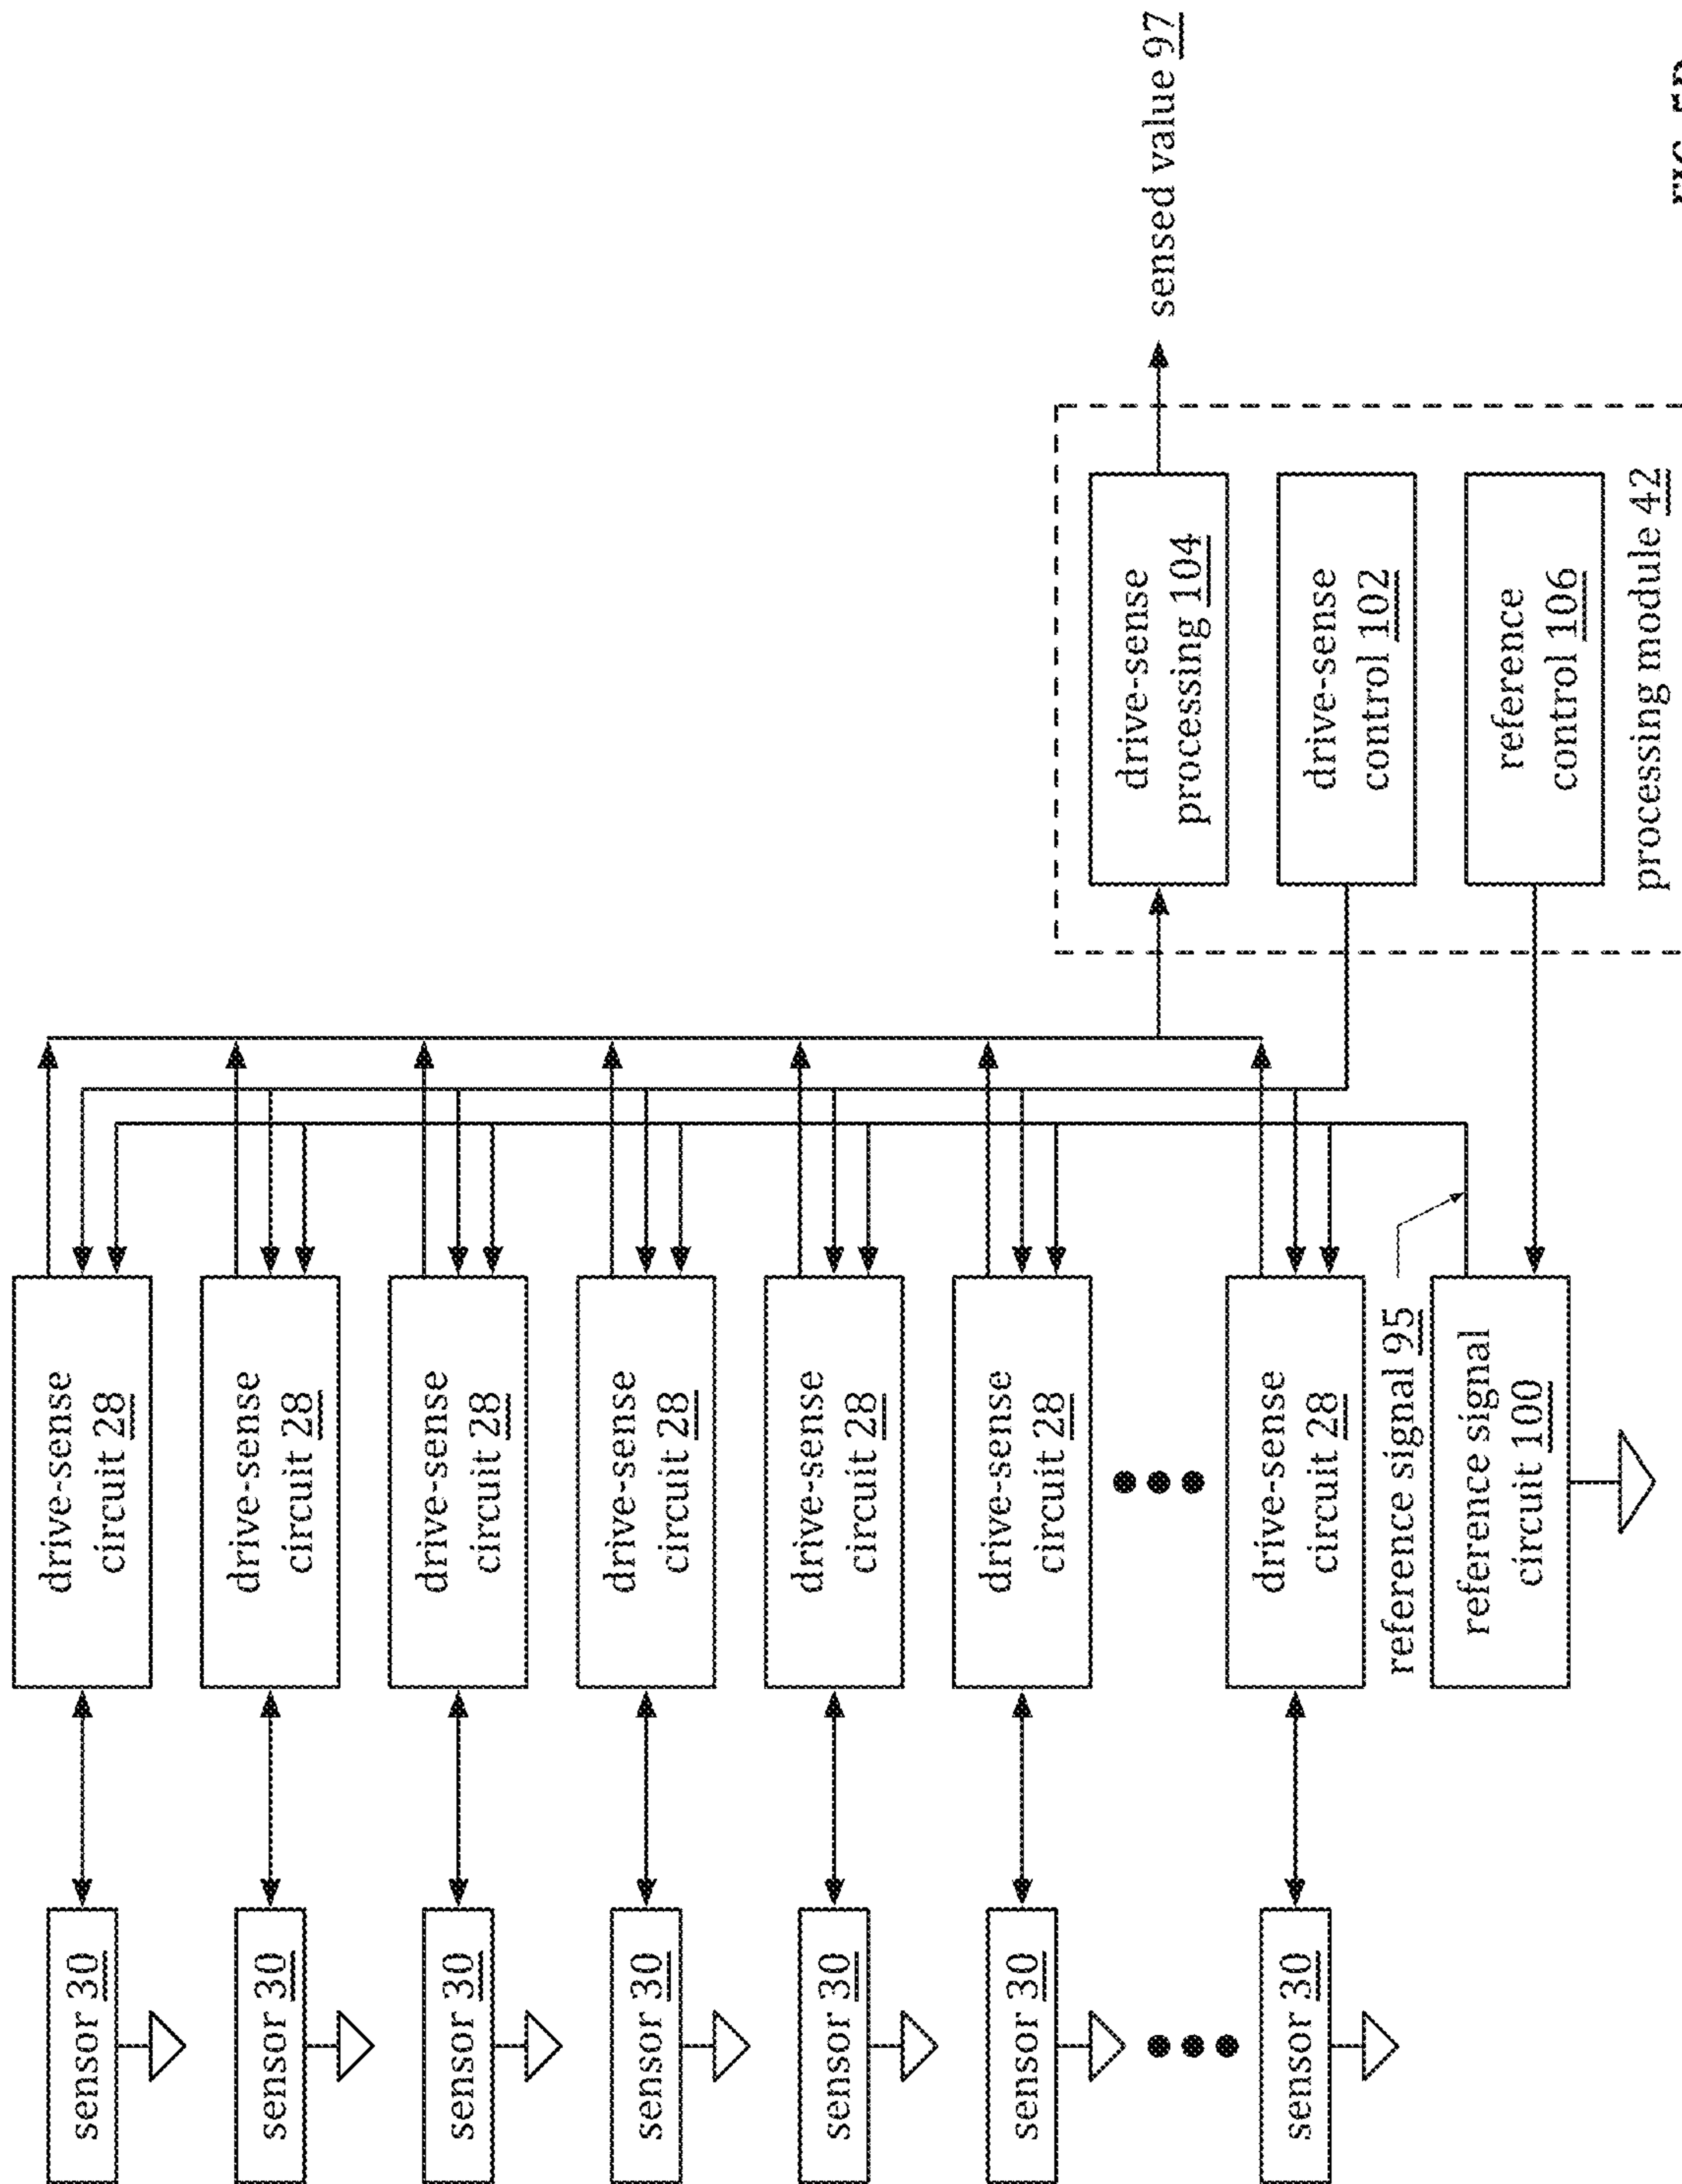 sensor 30
drive-sense
circuit 28
sensor 30
drive-sense
circuit 28
sensor 30
drive-sense
circuit 28
sensor 30
drive-sense
circuit 28
sensor 30
drive-sense
circuit 28
sensor 30
drive-sense
circuit 28
sensor 30
drive-sense
circuit 28
reference signal 95
reference signal
circuit 100
drive-sense
processing 104
drive-sense
control 102
reference
control 106
processing module 42
sensed value 97